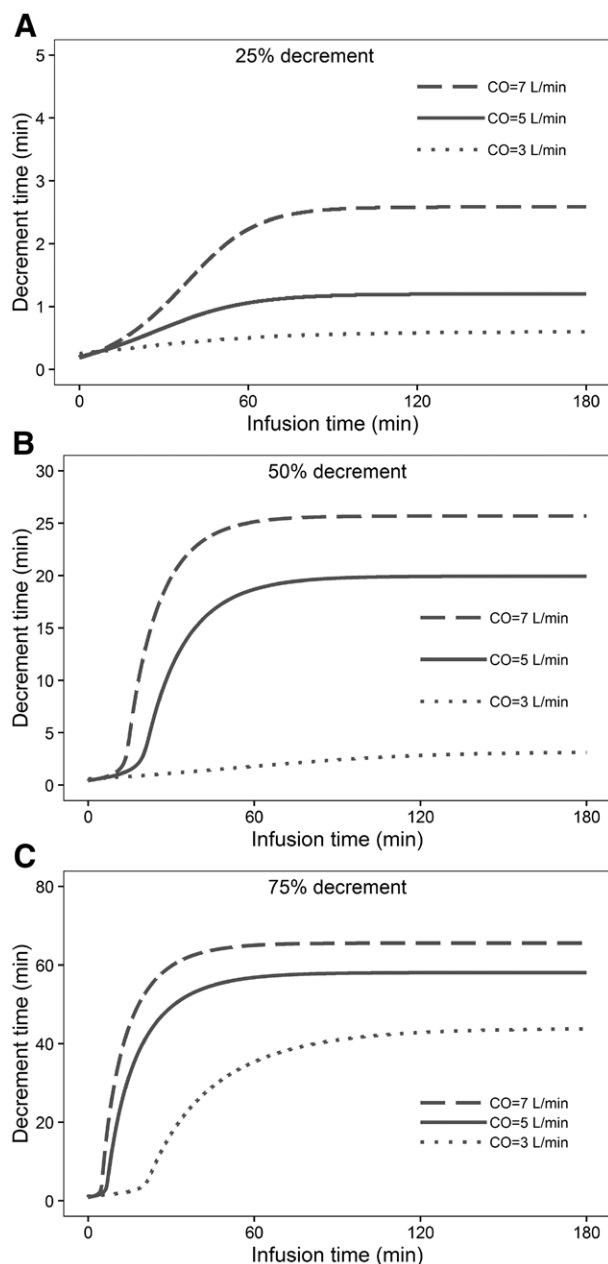 A
25% decrement
5
4
3
2
1
0
Decrement time (min)
CO=7 L/min
CO=5 L/min
CO=3 L/min
0 60 120 180
Infusion time (min)
B
50% decrement
30
25
20
15
10
5
0
Decrement time (min)
CO=7 L/min
CO=5 L/min
CO=3 L/min
0 60 120 180
Infusion time (min)
C
75% decrement
80
60
40
20
0
Decrement time (min)
CO=7 L/min
CO=5 L/min
CO=3 L/min
0 60 120 180
Infusion time (min)